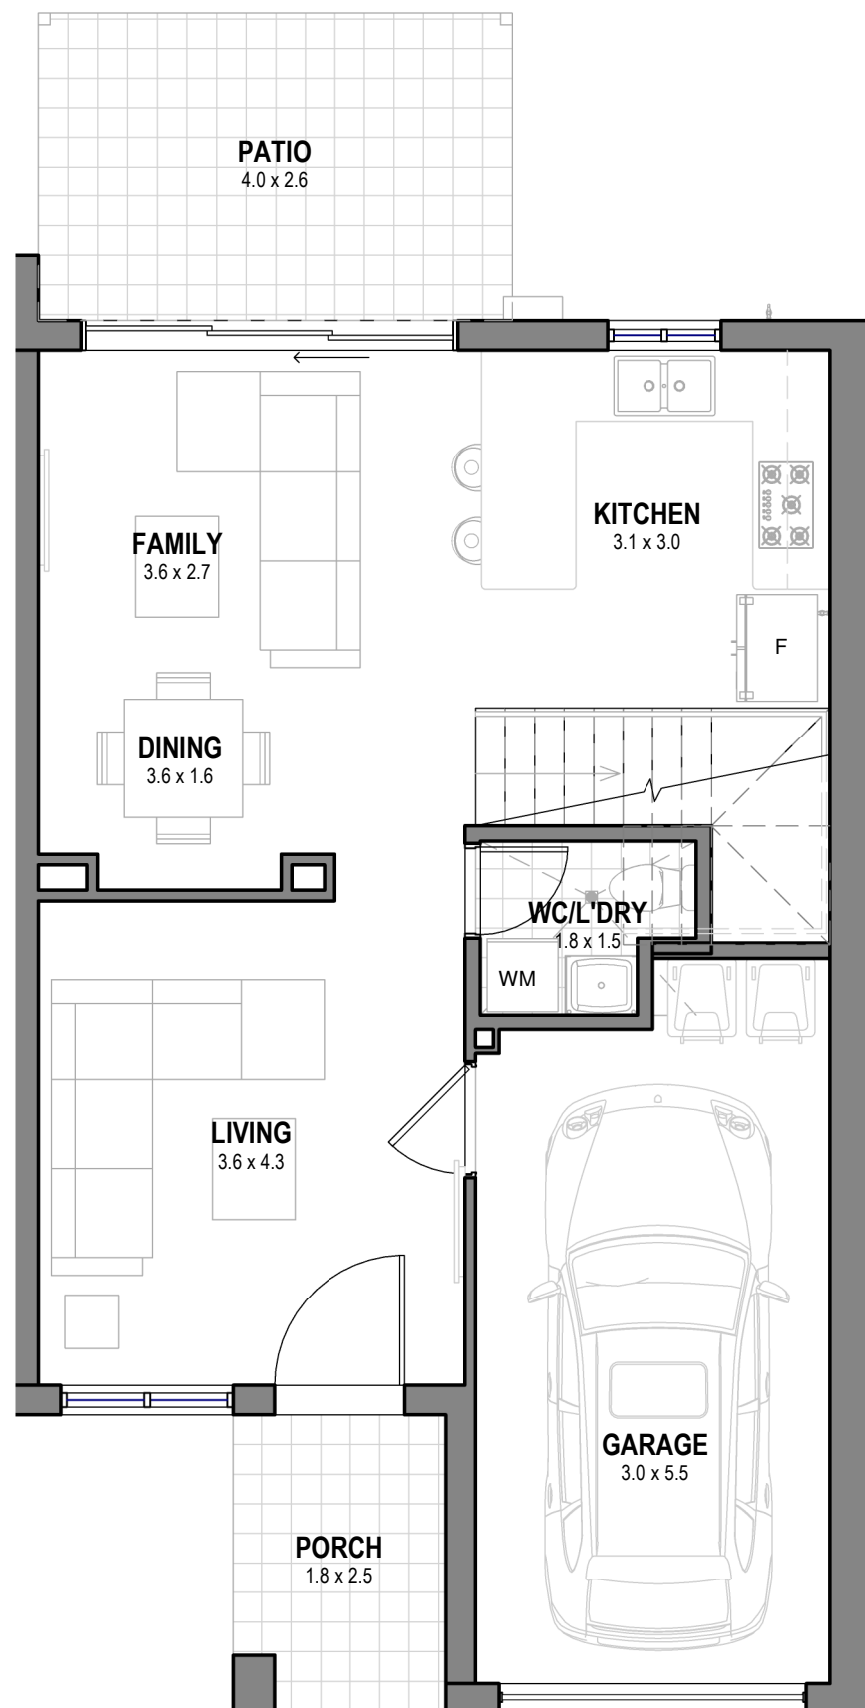 PATIO
4.0 x 2.6
KITCHEN
3.1 x 3.0
FAMILY
3.6 x 2.7
F
DINING
3.6 x 1.6
WC/L'DRY
1.8 x 1.5
WM
LIVING
3.6 x 4.3
GARAGE
3.0 x 5.5
PORCH
1.8 x 2.5